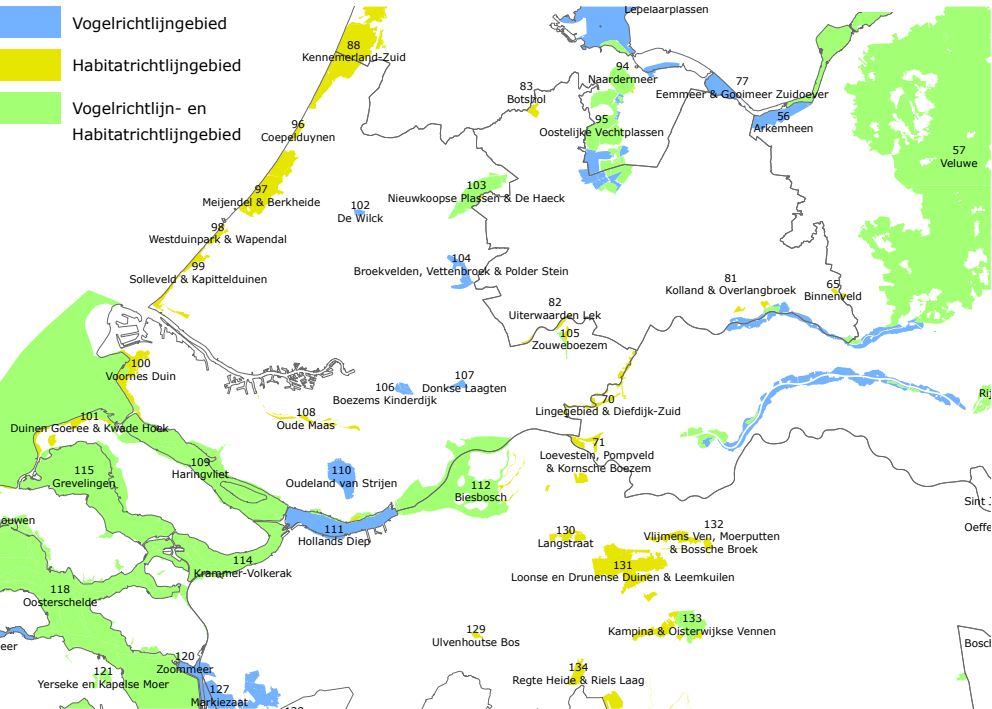 Vogelrichtlijngebied
Habitatrichtlijngebied
Vogelrichtlijn- en
Habitatrichtlijngebied
Lepelaarplassen
88
Kennemerland-Zuid
94
Naardermeer
77
Eemmeer & Gooimeer Zuidoever
83
Botshol
56
Arkemheen
95
Oostelijke Vechtplassen
96
Coepelduynen
57
Veluwe
97
Meijendel & Berkheide
103
Nieuwkoopse Plassen & De Haeck
102
De Wilck
98
Westduinpark & Wapendal
104
Broekvelden, Vettenbroek & Polder Stein
99
Solleveld & Kapittelduinen
81
Kolland & Overlangbroek
65
Binnenveld
82
Uiterwaarden Lek
105
Zouweboezem
100
Voornes Duin
107
Donkse Laagten
106
Boezems Kinderdijk
Rij
70
Lingegebied & Diefdijk-Zuid
108
Oude Maas
101
Duinen Goeree & Kwade Hoek
71
Loevestein, Pompveld
& Kornsche Boezem
109
Haringvliet
115
Grevelingen
110
Oudeland van Strijen
112
Biesbosch
Sint J
ouwen
111
Hollands Diep
130
Langstraat
132
Vlijmens Ven, Moerputten
& Bossche Broek
Oeffe
114
Krammer-Volkerak
131
Loonse en Drunense Duinen & Leemkuilen
118
Oosterschelde
133
Kampina & Oisterwijkse Vennen
129
Ulvenhoutse Bos
eer
Bosch
120
Zoommeer
121
Yerseke en Kapelse Moer
134
Regte Heide & Riels Laag
127
Markiezaat